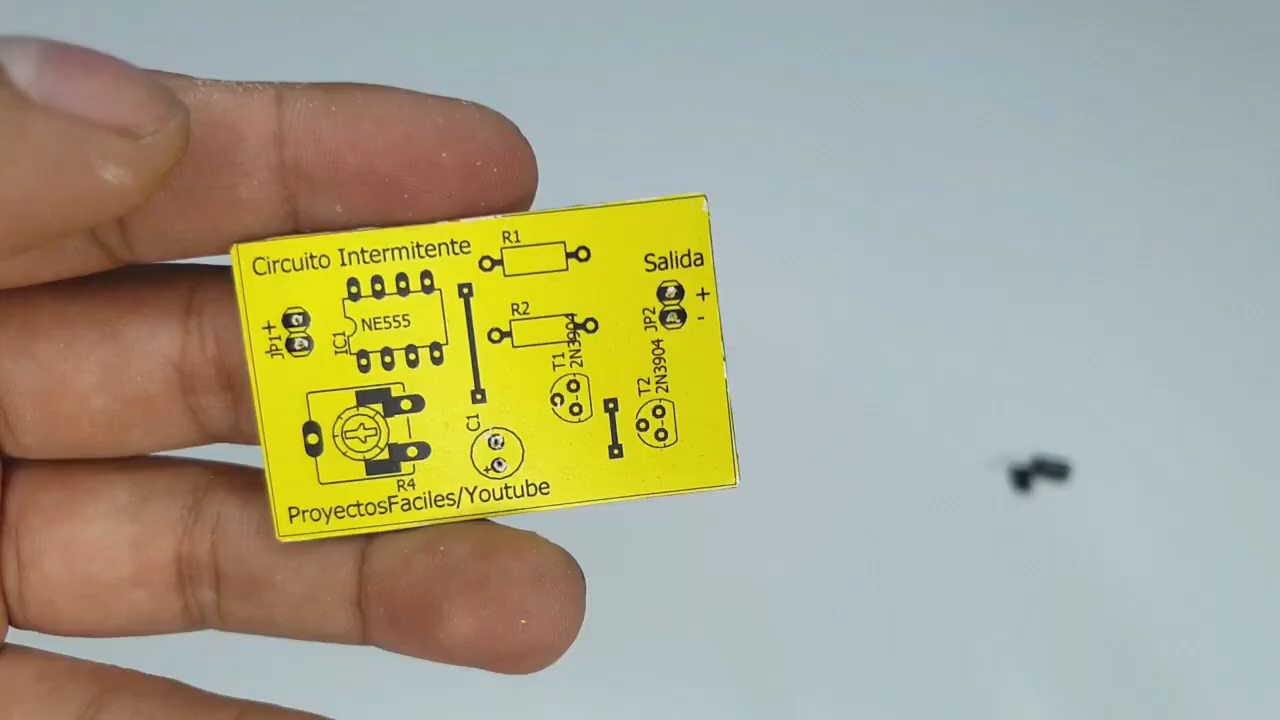 Circuito Intermitente
R1
Salida
JP1
+
IC1
NE555
R2
JP2
+
-
T1
2N3904
T2
2N3904
C1
+
R4
ProyectosFaciles/Youtube